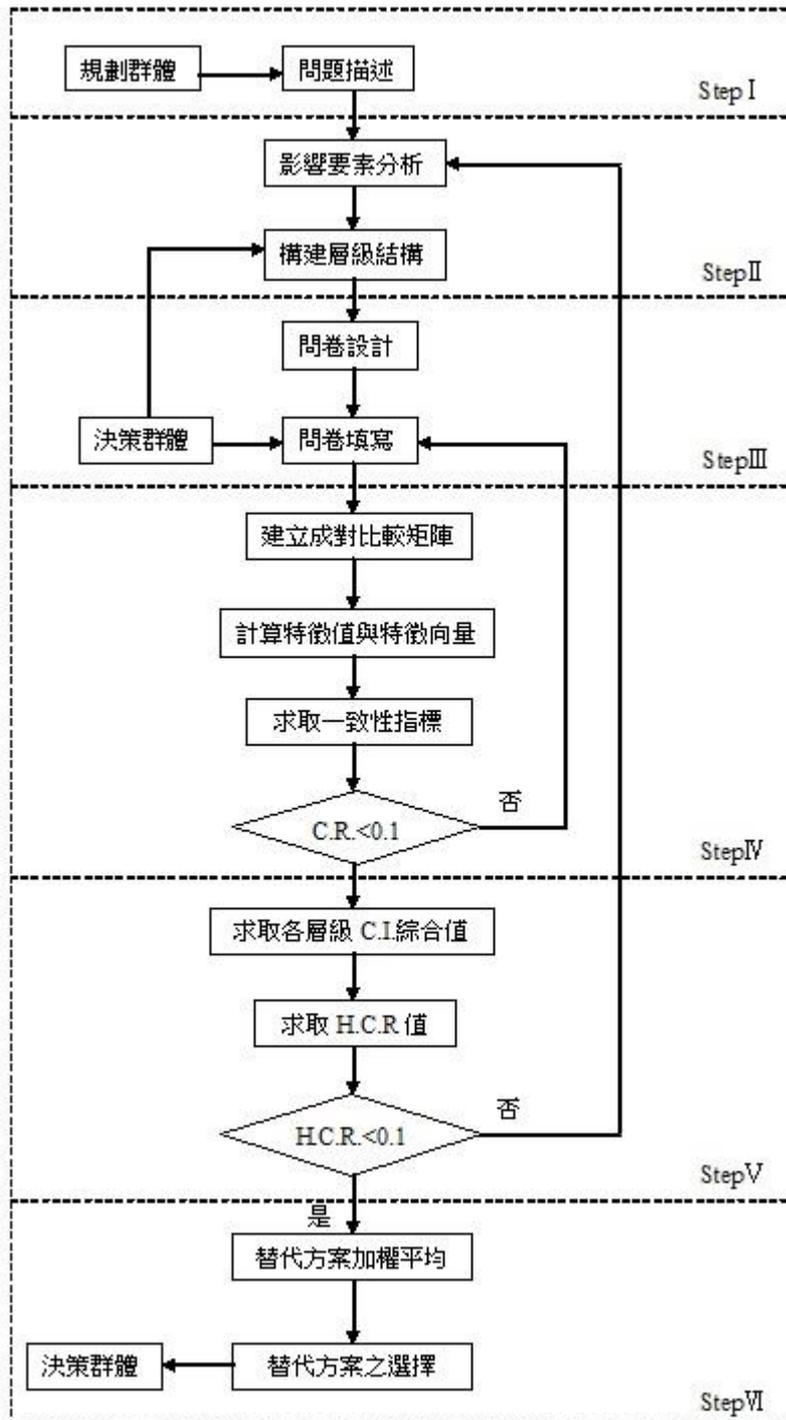 規劃群體
問題描述
Step I
影響要素分析
構建層級結構
StepⅡ
問卷設計
決策群體
問卷填寫
StepⅢ
建立成對比較矩陣
計算特徵值與特徵向量
求取一致性指標
否
C.R.<0.1
StepⅣ
求取各層級 C.I.綜合值
求取 H.C.R 值
否
H.C.R.<0.1
StepⅤ
是
替代方案加權平均
決策群體
替代方案之選擇
StepⅥ